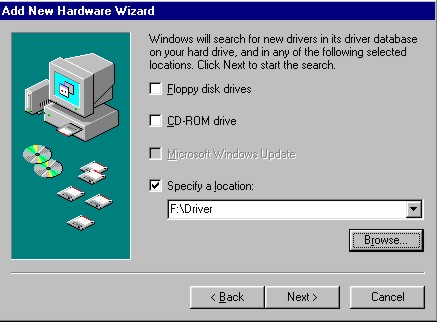 Add New Hardware Wizard
Windows will search for new drivers in its driver database
on your hard drive, and in any of the following selected
locations. Click Next to start the search.
Floppy disk drives
CD-ROM drive
Microsoft Windows Update
Specify a location:
F:\Driver
Browse...
< Back
Next >
Cancel